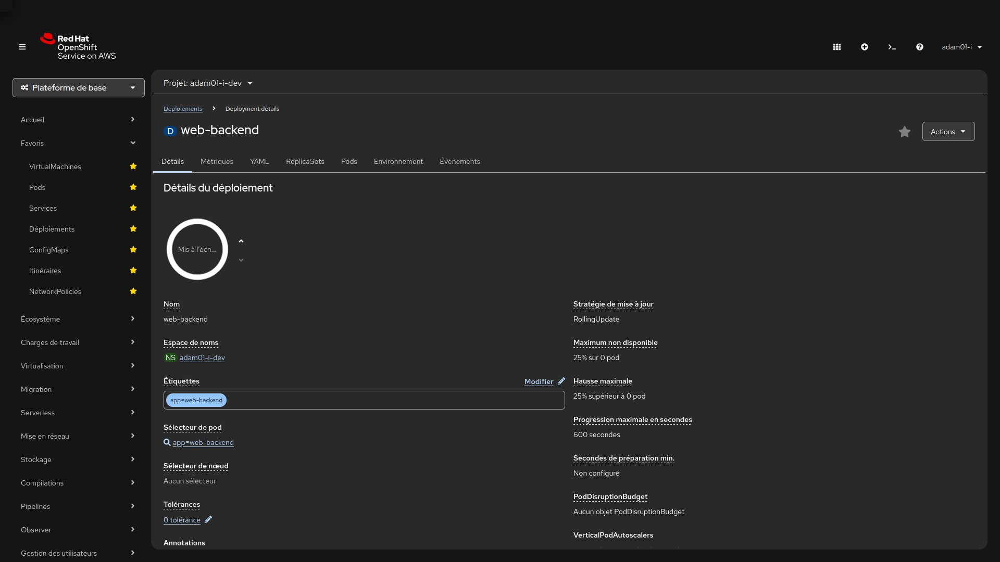 Red Hat
OpenShift
Service on AWS
adam01-i
Plateforme de base
Accueil
Favoris
VirtualMachines
Pods
Services
Déploiements
ConfigMaps
Itinéraires
NetworkPolicies
Écosystème
Charges de travail
Virtualisation
Migration
Serverless
Mise en réseau
Stockage
Compilations
Pipelines
Observer
Gestion des utilisateurs
Projet: adam01-i-dev
Déploiements
Deployment détails
D web-backend
Actions
Détails
Métriques
YAML
ReplicaSets
Pods
Environnement
Événements
Détails du déploiement
Mis à l'éch...
Nom
web-backend
Espace de noms
NS adam01-i-dev
Étiquettes
Modifier
app=web-backend
Sélecteur de pod
app=web-backend
Sélecteur de nœud
Aucun sélecteur
Tolérances
0 tolérance
Annotations
Stratégie de mise à jour
RollingUpdate
Maximum non disponible
25% sur 0 pod
Hausse maximale
25% supérieur à 0 pod
Progression maximale en secondes
600 secondes
Secondes de préparation min.
Non configuré
PodDisruptionBudget
Aucun objet PodDisruptionBudget
VerticalPodAutoscalers